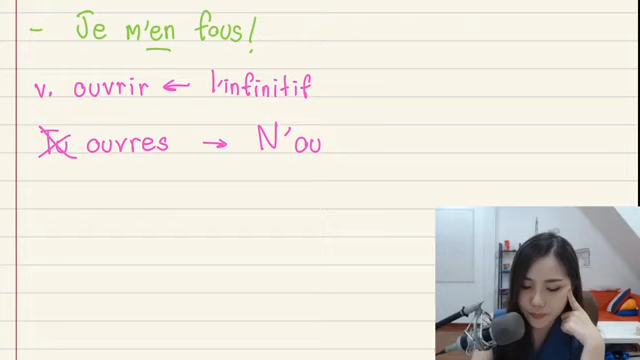 - Je m'en fous!
v. ouvrir ← l'infinitif
Tu ouvres → N'ou